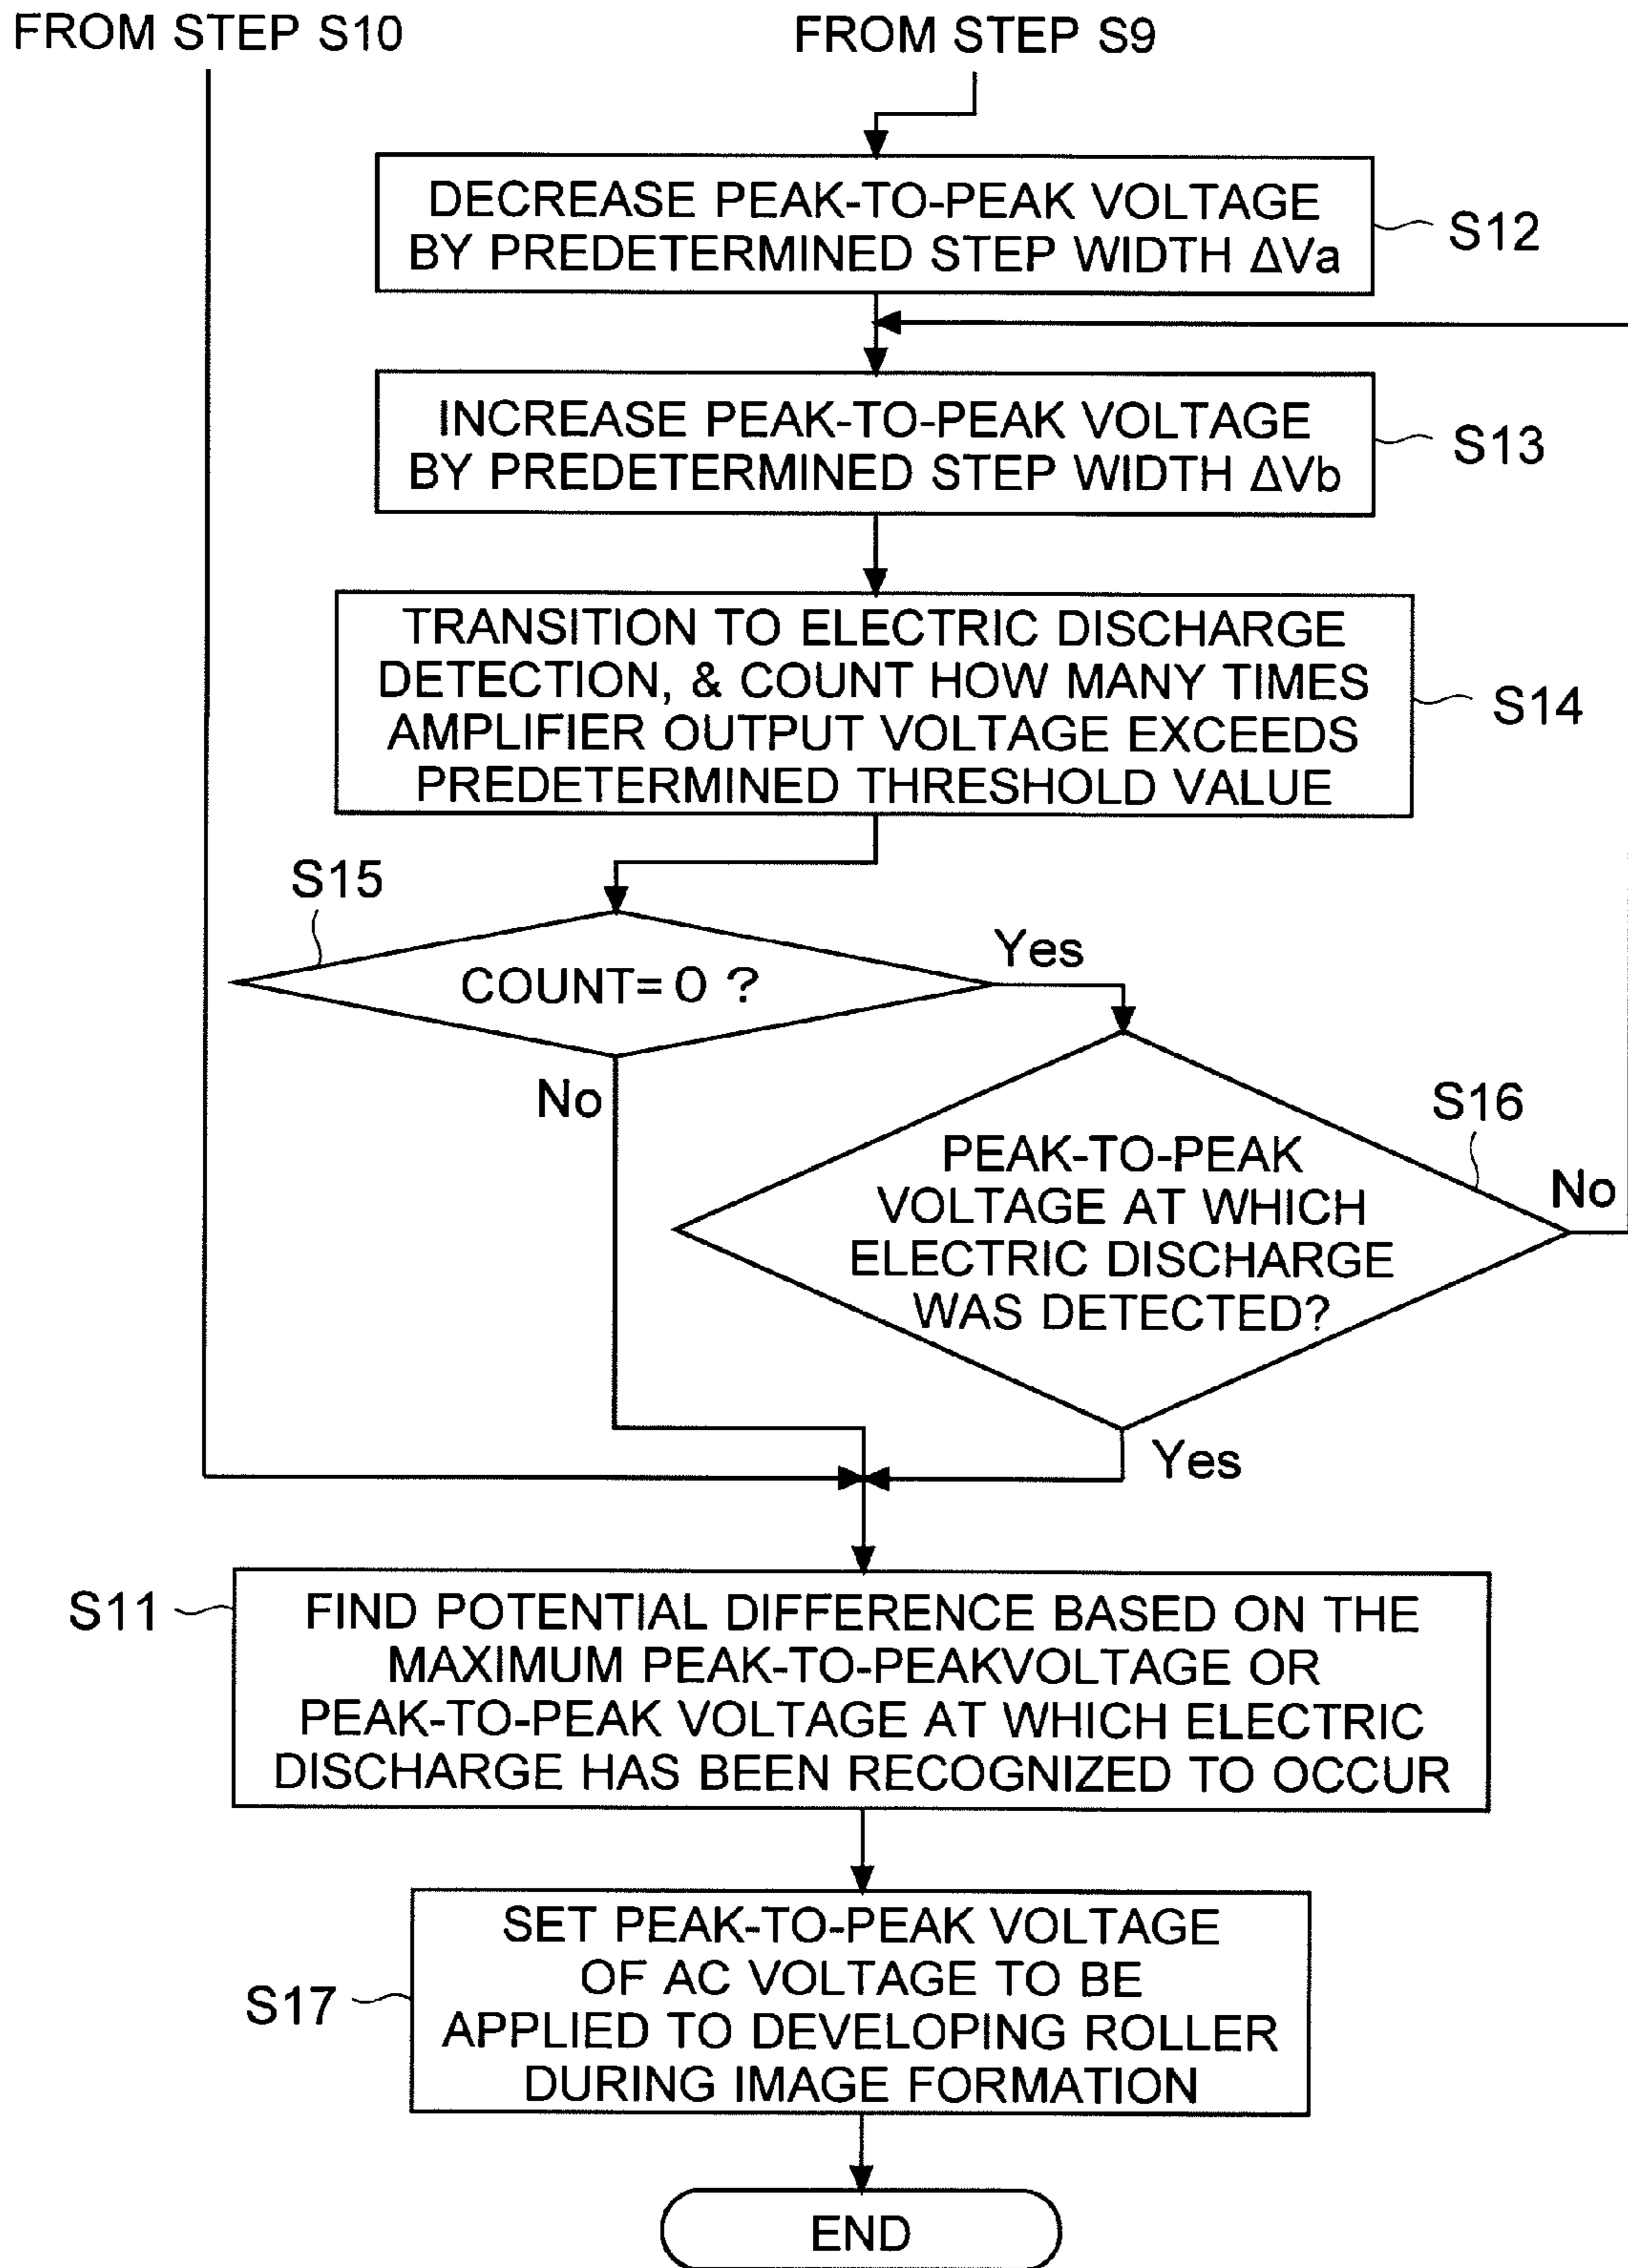 FROM STEP S10
FROM STEP S9
DECREASE PEAK-TO-PEAK VOLTAGE
BY PREDETERMINED STEP WIDTH ΔVa
S12
INCREASE PEAK-TO-PEAK VOLTAGE
BY PREDETERMINED STEP WIDTH ΔVb
S13
TRANSITION TO ELECTRIC DISCHARGE
DETECTION, & COUNT HOW MANY TIMES
AMPLIFIER OUTPUT VOLTAGE EXCEEDS
PREDETERMINED THRESHOLD VALUE
S14
S15
COUNT= 0 ?
Yes
No
S16
PEAK-TO-PEAK
VOLTAGE AT WHICH
ELECTRIC DISCHARGE
WAS DETECTED?
No
Yes
S11
FIND POTENTIAL DIFFERENCE BASED ON THE
MAXIMUM PEAK-TO-PEAKVOLTAGE OR
PEAK-TO-PEAK VOLTAGE AT WHICH ELECTRIC
DISCHARGE HAS BEEN RECOGNIZED TO OCCUR
S17
SET PEAK-TO-PEAK VOLTAGE
OF AC VOLTAGE TO BE
APPLIED TO DEVELOPING ROLLER
DURING IMAGE FORMATION
END